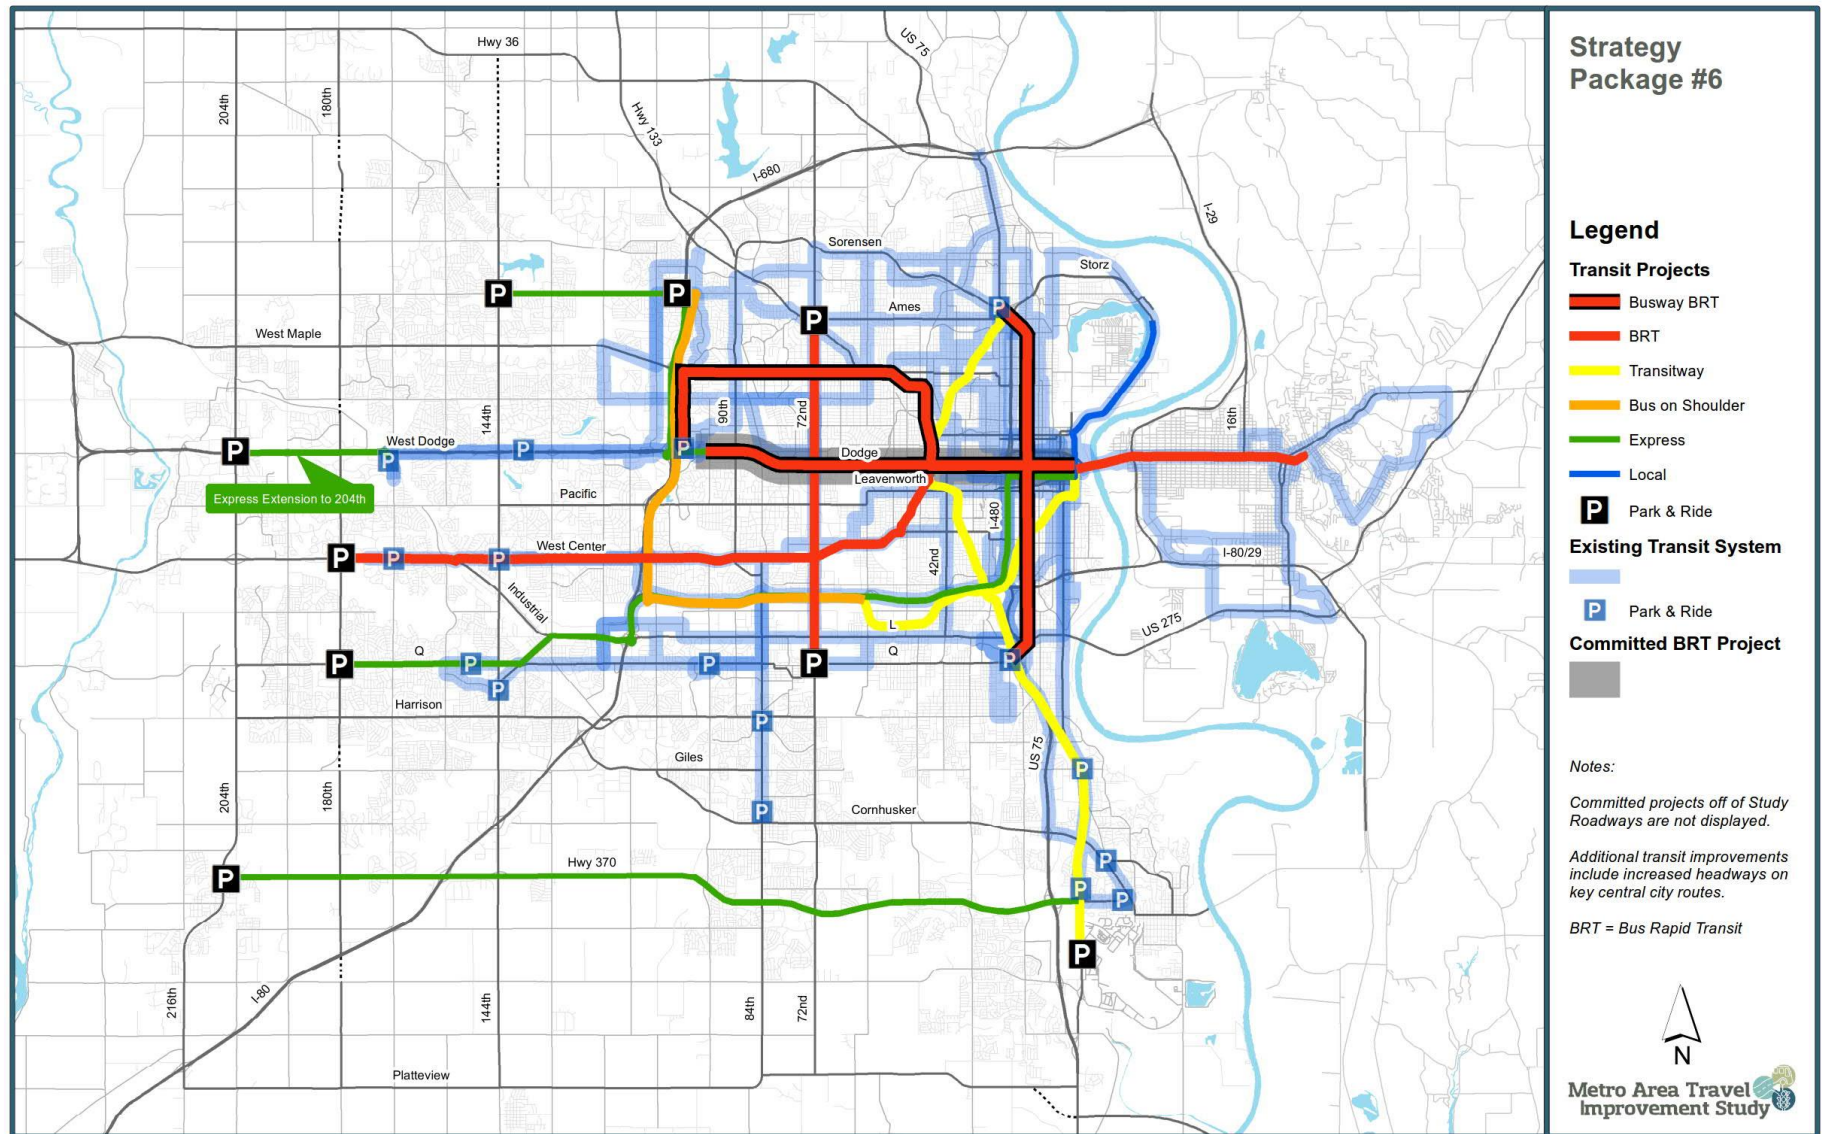 Strategy
Package #6
Legend
Transit Projects
Busway BRT
BRT
Transitway
Bus on Shoulder
Express
Local
P Park & Ride
Existing Transit System
P Park & Ride
Committed BRT Project
Notes:
Committed projects off of Study
Roadways are not displayed.
Additional transit improvements
include increased headways on
key central city routes.
BRT = Bus Rapid Transit
N
Metro Area Travel
Improvement Study
Hwy 36
US 75
204th
180th
Hwy 133
I-680
I-29
Sorensen
Storz
P
P
P
P
Ames
West Maple
144th
90th
72nd
16th
P
West Dodge
P
P
P
Dodge
Express Extension to 204th
Leavenworth
Pacific
I-480
P
P
P
West Center
42nd
I-80/29
Industrial
L
US 275
P
Q
P
P
P
P
Q
P
P
Harrison
P
Giles
US 75
P
204th
180th
P
Cornhusker
Hwy 370
P
P
P
P
P
216th
I-80
144th
84th
72nd
Platteview